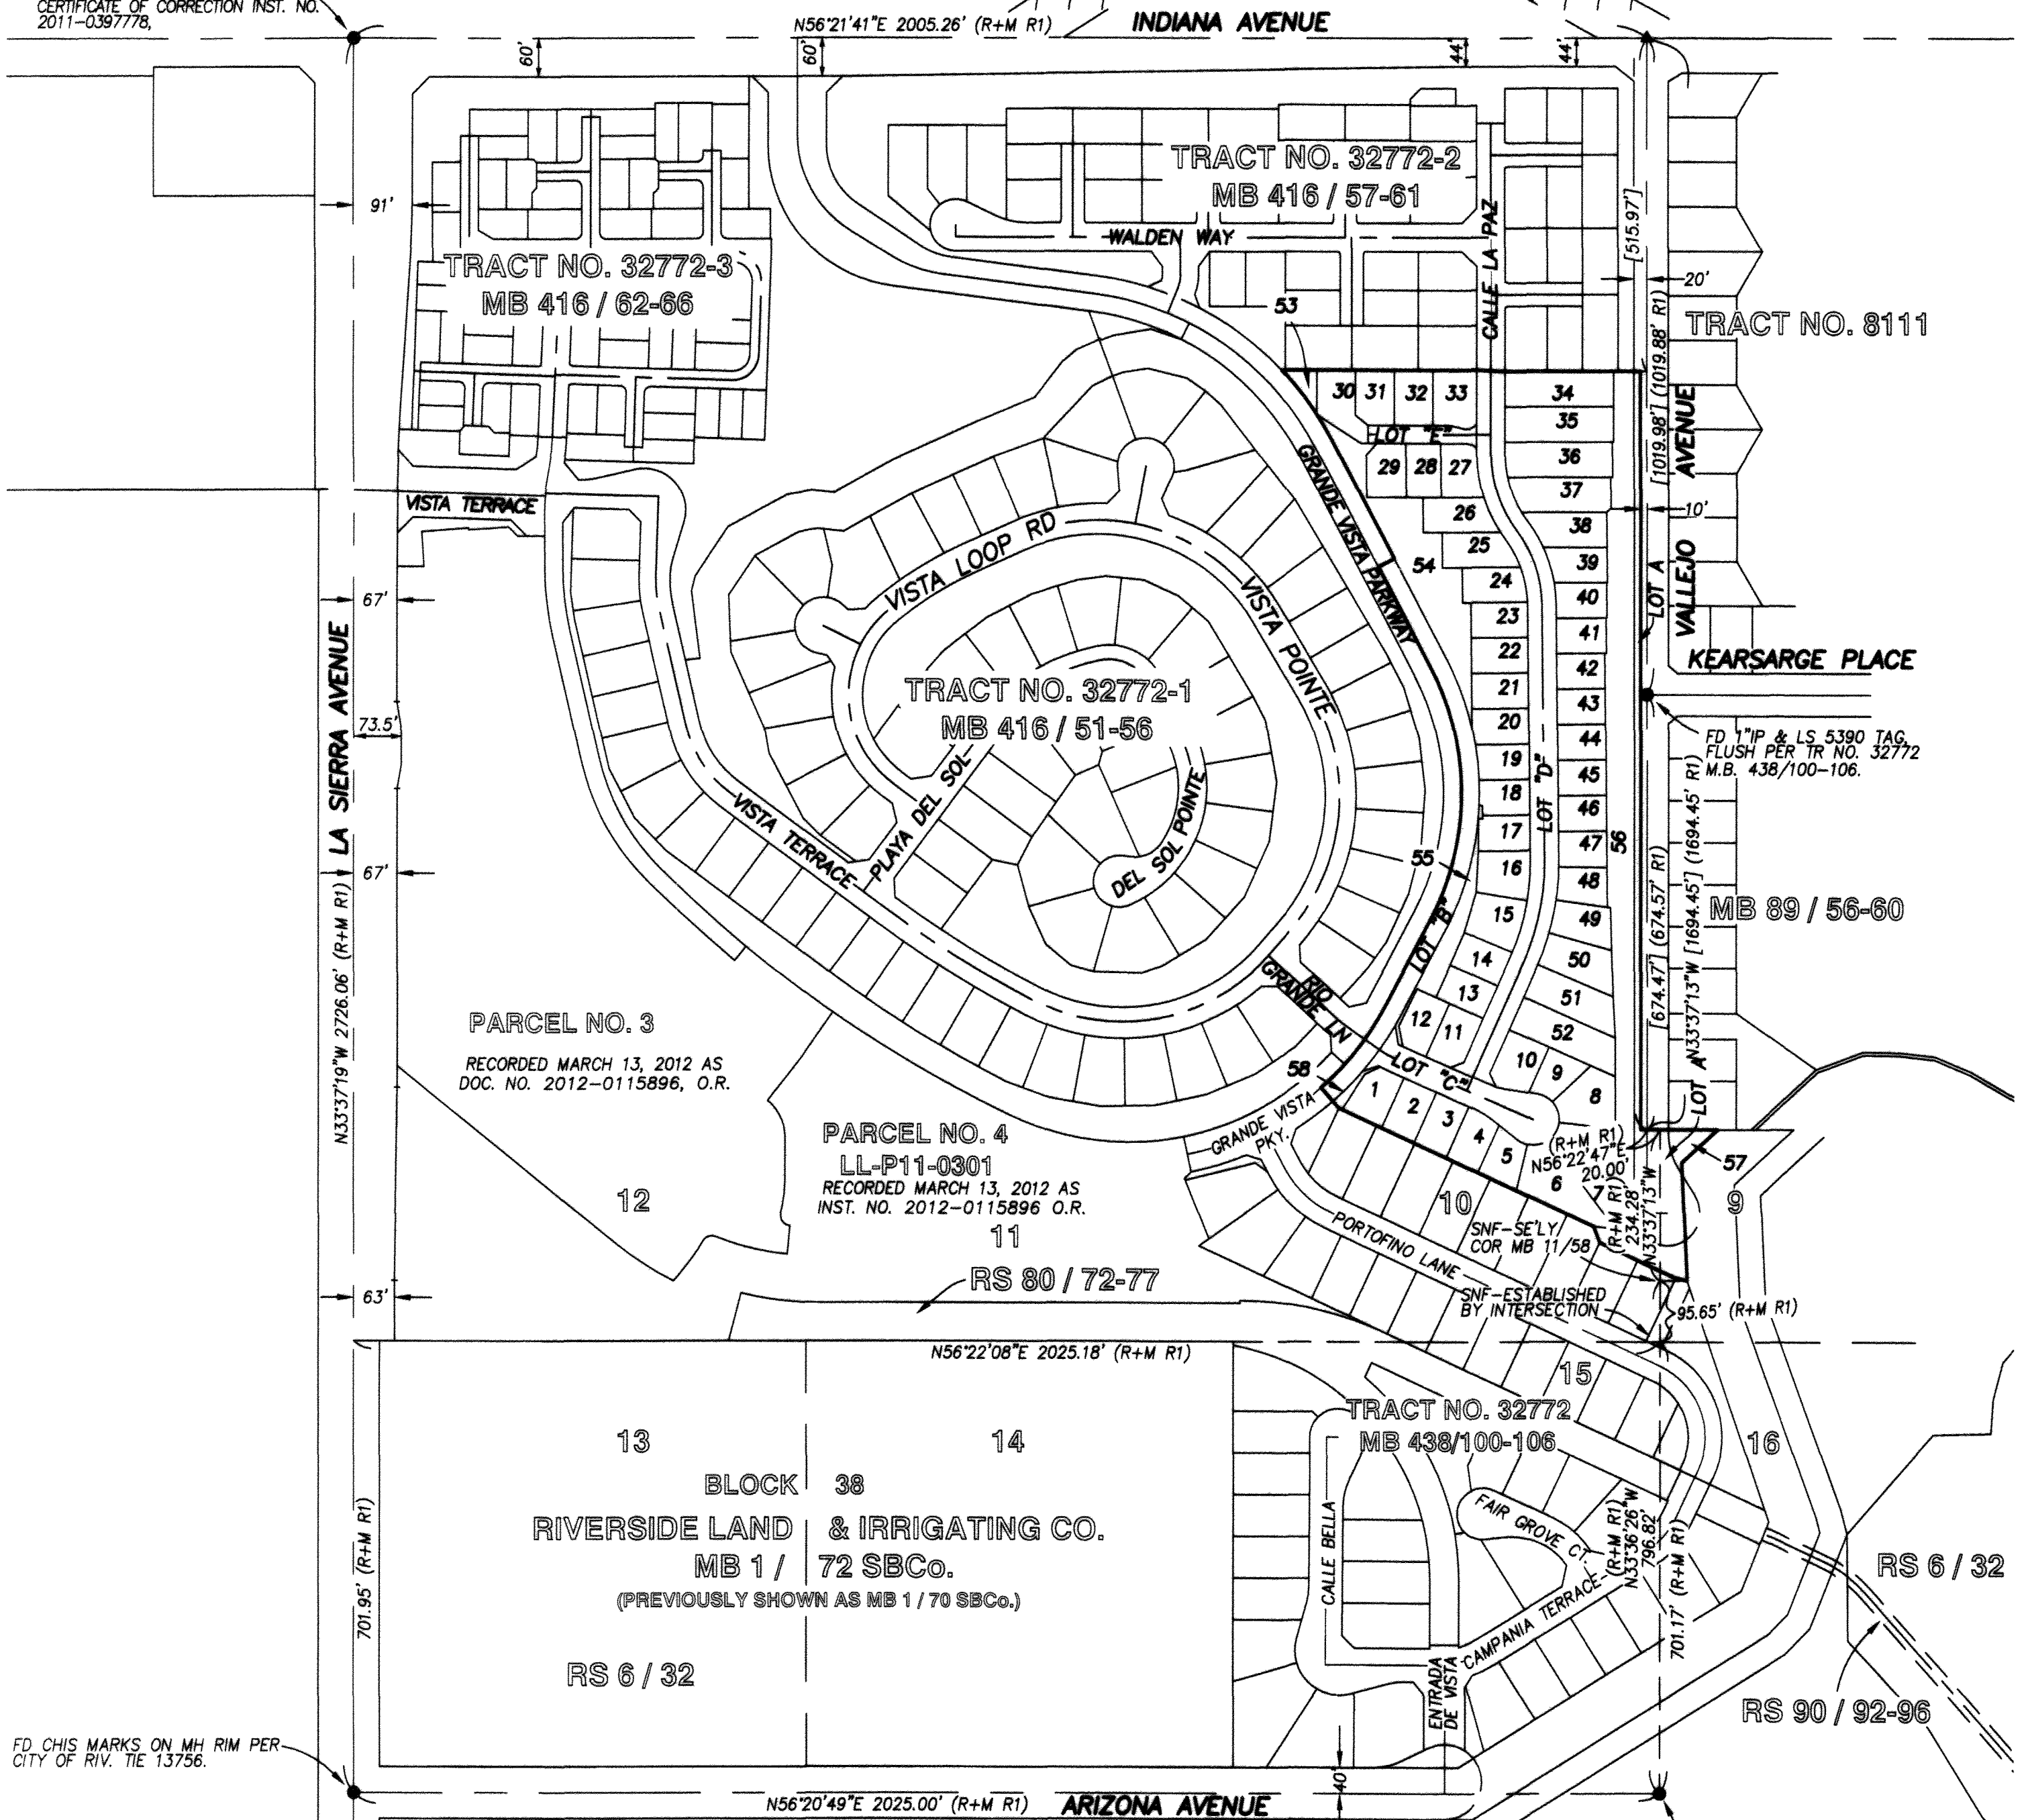 CERTIFICATE OF CORRECTION INST. NO.
2011-0397778,
N56°21'41"E 2005.26' (R+M R1)
INDIANA AVENUE
60'
60'
44'
44'
91'
TRACT NO. 32772-3
MB 416 / 62-66
TRACT NO. 32772-2
MB 416 / 57-61
WALDEN WAY
CALLE LA PAZ
[515.97']
20'
TRACT NO. 8111
[1019.98'] (1019.88' R1)
VALLEJO AVENUE
LOT A
10'
53
30
31
32
33
34
35
LOT "E"
36
29
28
27
37
26
38
25
39
54
24
40
23
41
22
42
21
43
20
44
19
45
18
46
17
47
16
48
55
56
15
49
14
50
13
51
12
11
52
10
9
8
LOT "D"
LOT "B"
LOT "C"
58
1
2
3
4
5
6
7
57
GRANDE VISTA PARKWAY
KEARSARGE PLACE
FD 1"IP & LS 5390 TAG,
FLUSH PER TR NO. 32772
M.B. 438/100-106.
MB 89 / 56-60
[674.47'] (674.57' R1)
N33°37'13"W [1694.45'] (1694.45' R1)
LOT A
VISTA TERRACE
67'
LA SIERRA AVENUE
73.5'
67'
N33°37'19"W 2726.06' (R+M R1)
VISTA LOOP RD
VISTA POINTE
TRACT NO. 32772-1
MB 416 / 51-56
PLAYA DEL SOL
DEL SOL POINTE
VISTA TERRACE
RIO
GRANDE LN
GRANDE VISTA
PKY.
PARCEL NO. 3
RECORDED MARCH 13, 2012 AS
DOC. NO. 2012-0115896, O.R.
12
PARCEL NO. 4
LL-P11-0301
RECORDED MARCH 13, 2012 AS
INST. NO. 2012-0115896 O.R.
11
RS 80 / 72-77
10
9
(R+M R1)
N56°22'47"E
20.00'
(R+M R1)
234.28'
N33°37'13"W
PORTOFINO LANE
SNF-SE'LY
COR MB 11/58
SNF-ESTABLISHED
BY INTERSECTION
95.65' (R+M R1)
63'
N56°22'08"E 2025.18' (R+M R1)
15
TRACT NO. 32772
MB 438/100-106
16
13
14
BLOCK 38
RIVERSIDE LAND & IRRIGATING CO.
MB 1 / 72 SBCo.
(PREVIOUSLY SHOWN AS MB 1 / 70 SBCo.)
RS 6 / 32
701.95' (R+M R1)
CALLE BELLA
FAIR GROVE CT.
CAMPANIA TERRACE
ENTRADA
DE VISTA
(R+M R1)
N33°36'26"W
796.82'
701.17' (R+M R1)
RS 6 / 32
RS 90 / 92-96
FD CHIS MARKS ON MH RIM PER
CITY OF RIV. TIE 13756.
40'
N56°20'49"E 2025.00' (R+M R1)
ARIZONA AVENUE